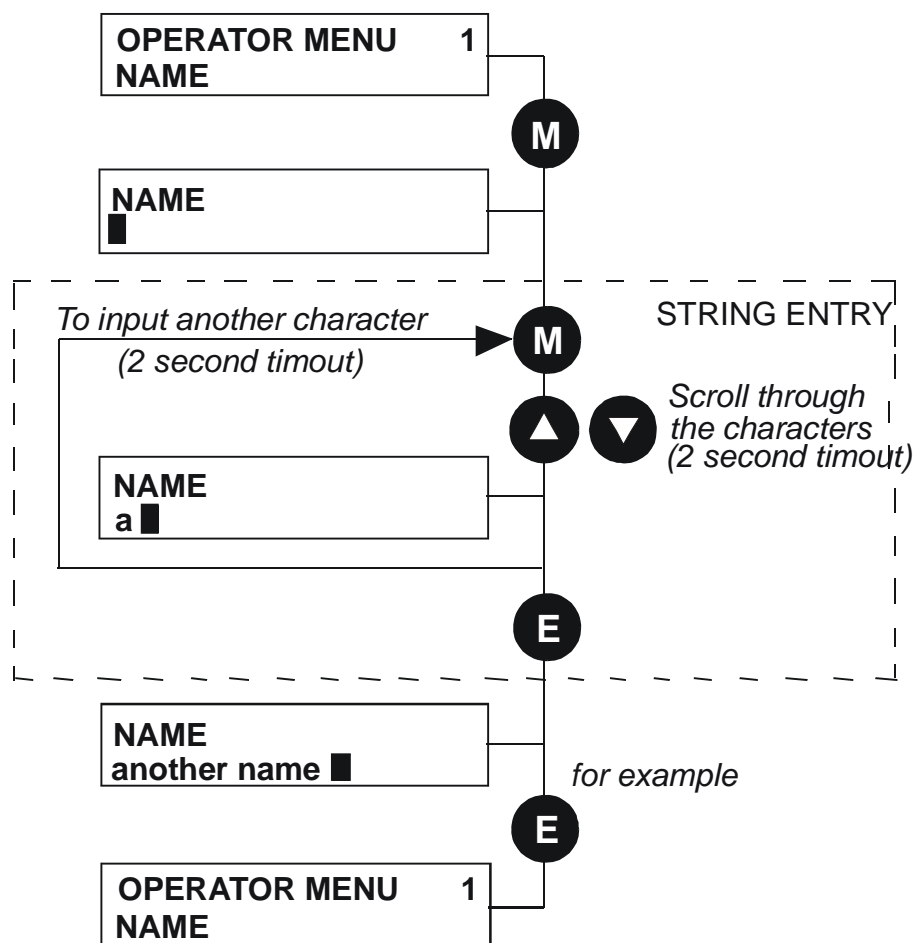 OPERATOR MENU 1
NAME
M
NAME
STRING ENTRY
To input another character
(2 second timout)
M
Scroll through
the characters
(2 second timout)
NAME
a
E
NAME
another name
for example
E
OPERATOR MENU 1
NAME